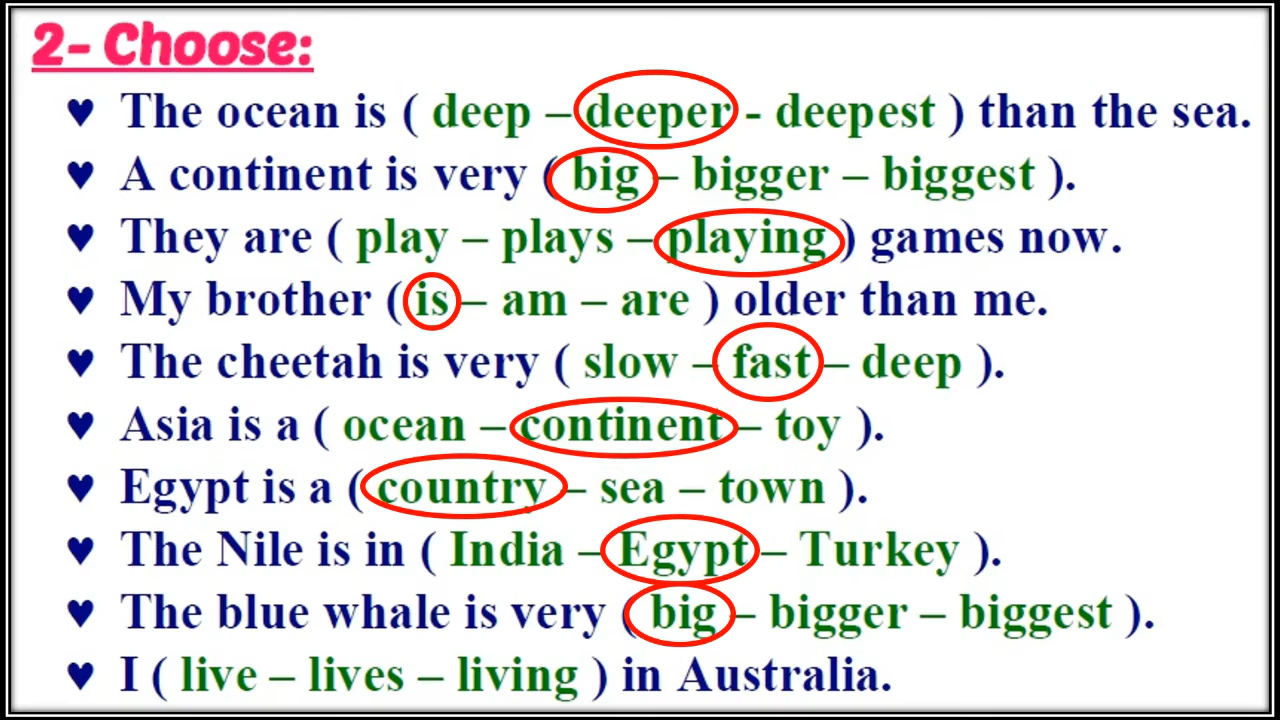 2- Choose:
♥ The ocean is ( deep – deeper - deepest ) than the sea.
♥ A continent is very ( big – bigger – biggest ).
♥ They are ( play – plays – playing ) games now.
♥ My brother ( is – am – are ) older than me.
♥ The cheetah is very ( slow – fast – deep ).
♥ Asia is a ( ocean – continent – toy ).
♥ Egypt is a ( country – sea – town ).
♥ The Nile is in ( India – Egypt – Turkey ).
♥ The blue whale is very ( big – bigger – biggest ).
♥ I ( live – lives – living ) in Australia.